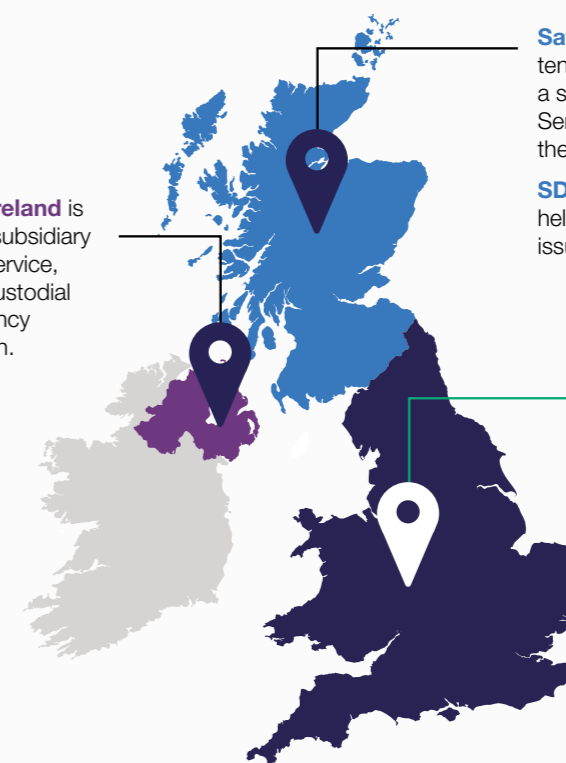 Sa
ten
a s
Ser
the
SD
hel
issu
reland is
subsidiary
ervice,
ustodial
ncy
n.